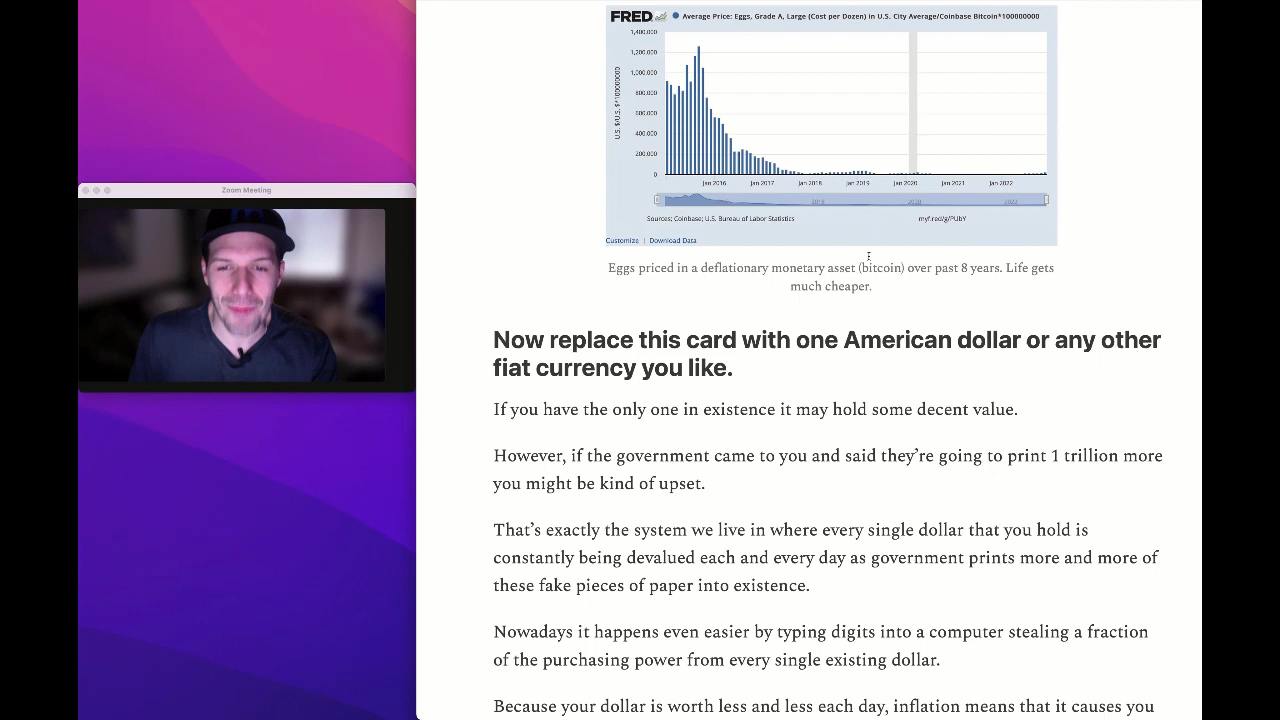 FRED
Average Price: Eggs, Grade A, Large (Cost per Dozen) in U.S. City Average/Coinbase Bitcoin*100000000
1,400,000
1,200,000
1,000,000
800,000
600,000
400,000
200,000
0
U.S. $/U.S. $*100000000
Jan 2016 Jan 2017 Jan 2018 Jan 2019 Jan 2020 Jan 2021 Jan 2022
2018 2020 2022
Sources: Coinbase; U.S. Bureau of Labor Statistics myf.red/g/PUbY
Customize | Download Data
Zoom Meeting
Eggs priced in a deflationary monetary asset (bitcoin) over past 8 years. Life gets
much cheaper.
Now replace this card with one American dollar or any other
fiat currency you like.
If you have the only one in existence it may hold some decent value.
However, if the government came to you and said they’re going to print 1 trillion more
you might be kind of upset.
That’s exactly the system we live in where every single dollar that you hold is
constantly being devalued each and every day as government prints more and more of
these fake pieces of paper into existence.
Nowadays it happens even easier by typing digits into a computer stealing a fraction
of the purchasing power from every single existing dollar.
Because your dollar is worth less and less each day, inflation means that it causes you